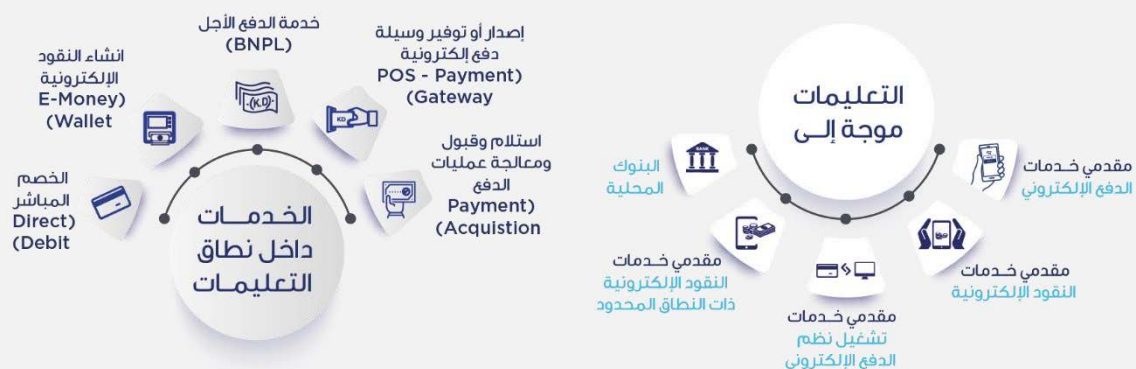 التعليمات
موجة إلى
مقدمي خدمات
الدفع الإلكتروني
مقدمي خدمات
النقود الإلكترونية
مقدمي خدمات
تشغيل نظم
الدفع الإلكتروني
مقدمي خدمات
النقود الإلكترونية
ذات النطاق المحدود
البنوك
المحلية
BANK
الخدمات
داخل نطاق
التعليمات
استلام وقبول
ومعالجة عمليات
الدفع
Payment)
(Acquistion
إصدار أو توفير وسيلة
دفع إلكترونية
POS - Payment)
(Gateway
KD
خدمة الدفع الأجل
(BNPL)
(K.D)
انشاء النقود
الإلكترونية
E-Money)
(Wallet
الخصم
المباشر
Direct)
(Debit